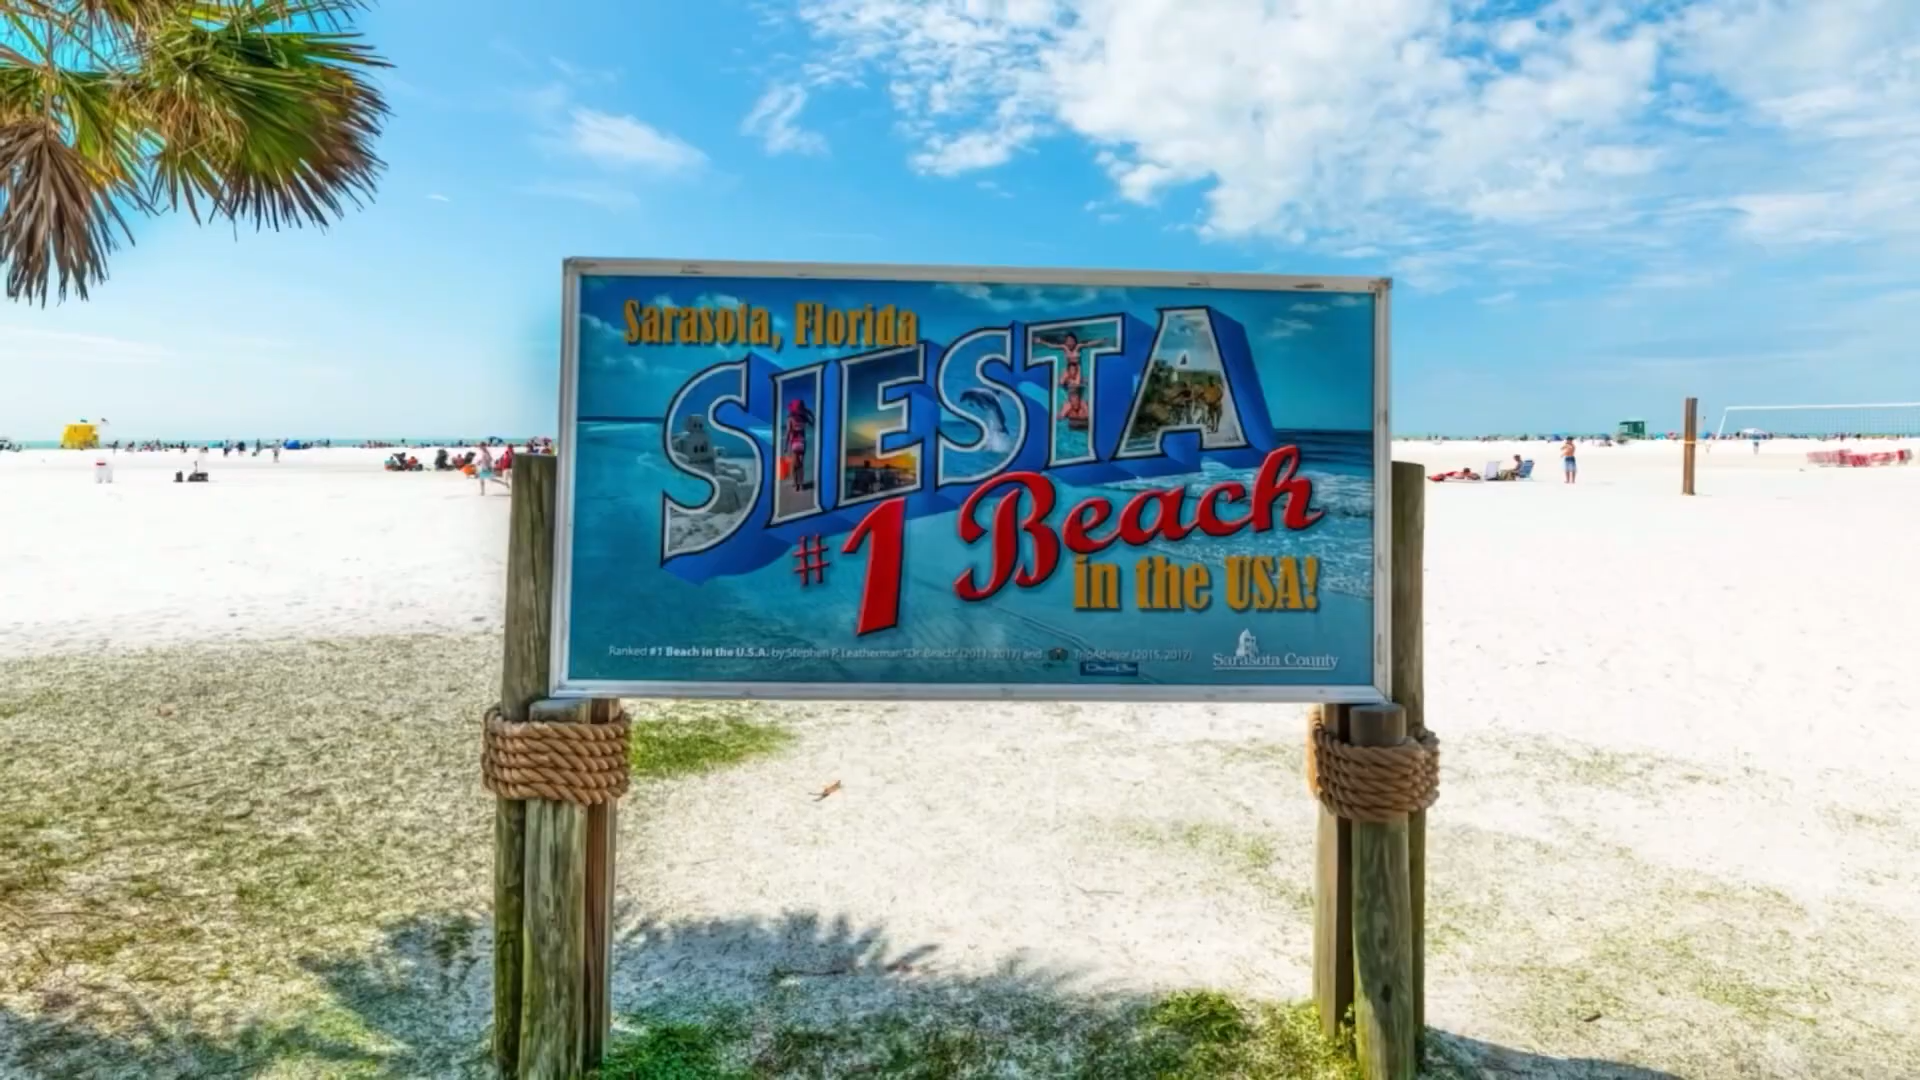 Sarasota, Florida
SIESTA
#1 Beach
in the USA!
Ranked #1 Beach in the U.S.A. by Stephen P. Leatherman "Dr. Beach" (2011, 2017) and TripAdvisor (2015, 2017)
Sarasota County